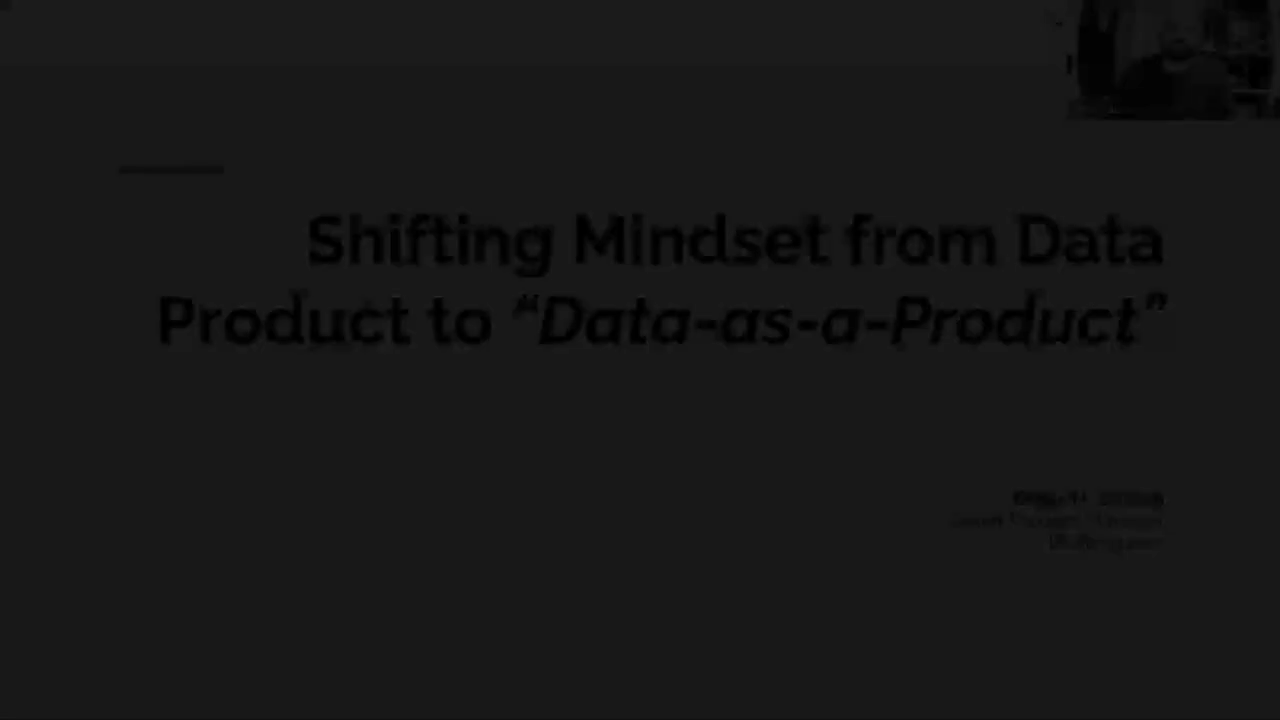 Shifting Mindset from Data
Product to “Data-as-a-Product”